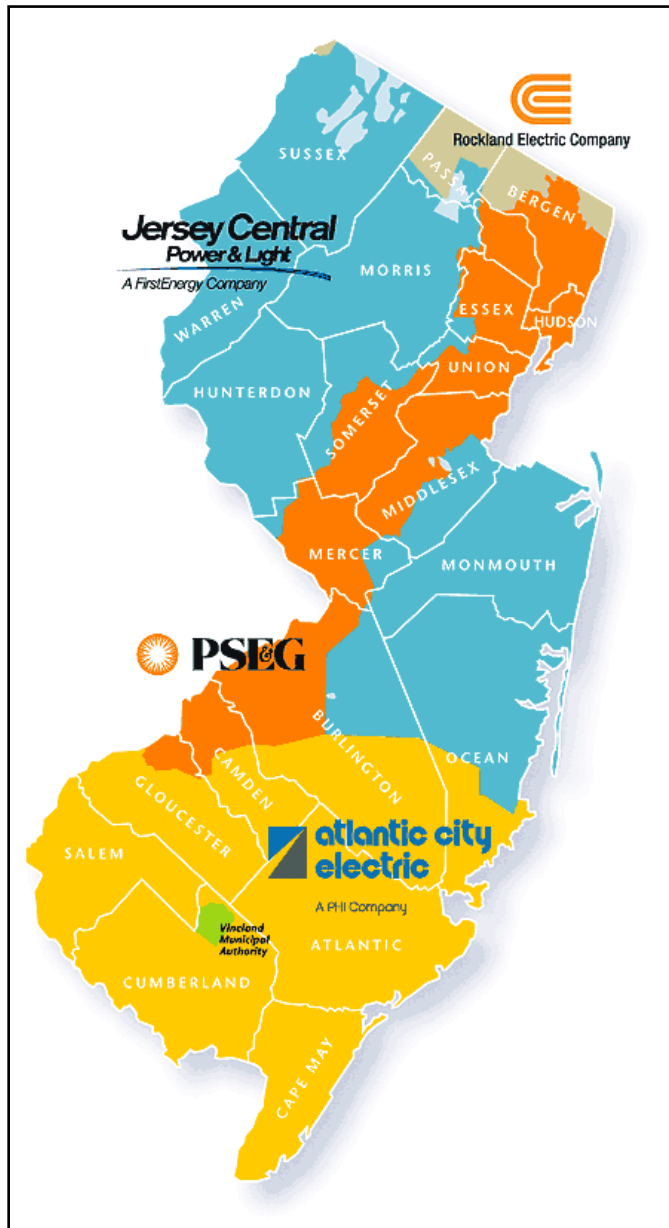 Rockland Electric Company
SUSSEX
PASSAIC
BERGEN
Jersey Central
Power & Light
A FirstEnergy Company
MORRIS
ESSEX
HUDSON
WARREN
UNION
HUNTERDON
SOMERSET
MIDDLESEX
MERCER
MONMOUTH
PSE&G
BURLINGTON
OCEAN
CAMDEN
GLOUCESTER
atlantic city
electric
A PHI Company
SALEM
Vineland
Municipal
Authority
ATLANTIC
CUMBERLAND
CAPE MAY